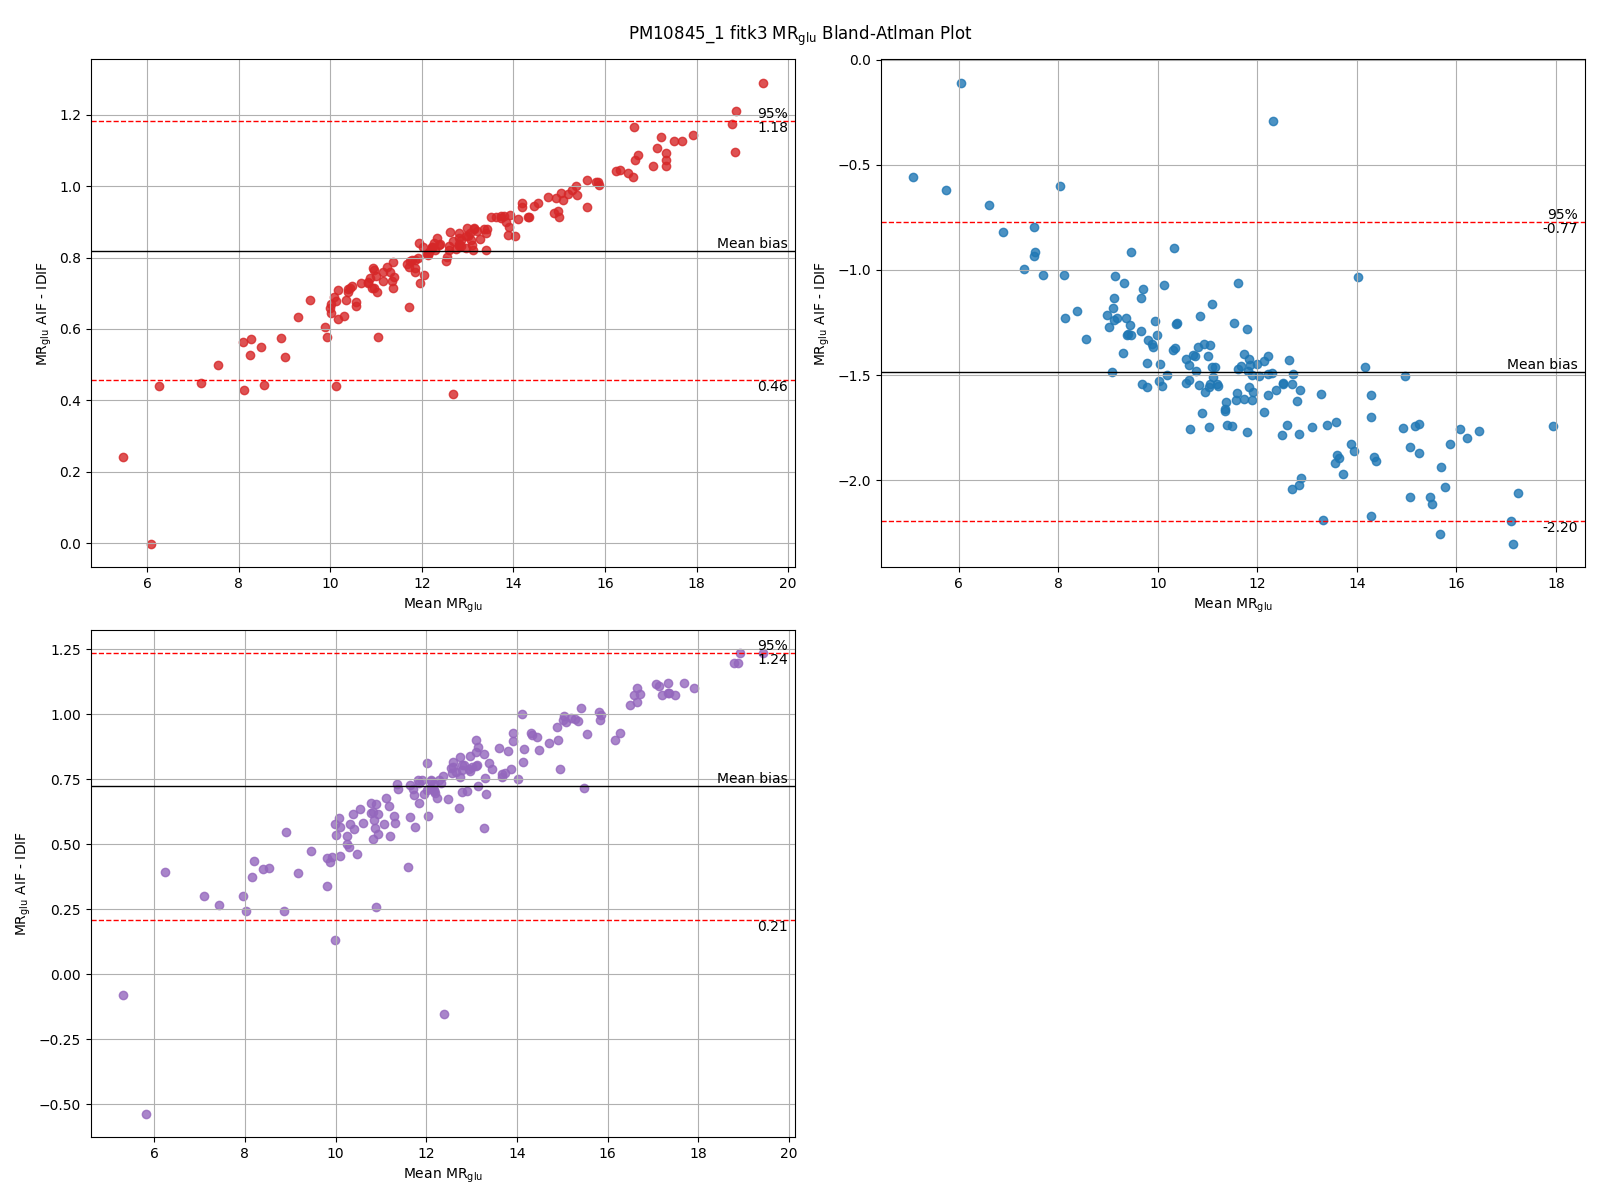 PM10845_1 fitk3 MRglu Bland-Atlman Plot
MRglu AIF - IDIF
1.2
1.0
0.8
0.6
0.4
0.2
0.0
95%
1.18
Mean bias
0.46
6 8 10 12 14 16 18 20
Mean MRglu
MRglu AIF - IDIF
0.0
−0.5
−1.0
−1.5
−2.0
95%
-0.77
Mean bias
-2.20
6 8 10 12 14 16 18
Mean MRglu
MRglu AIF - IDIF
1.25
1.00
0.75
0.50
0.25
0.00
−0.25
−0.50
95%
1.24
Mean bias
0.21
6 8 10 12 14 16 18 20
Mean MRglu